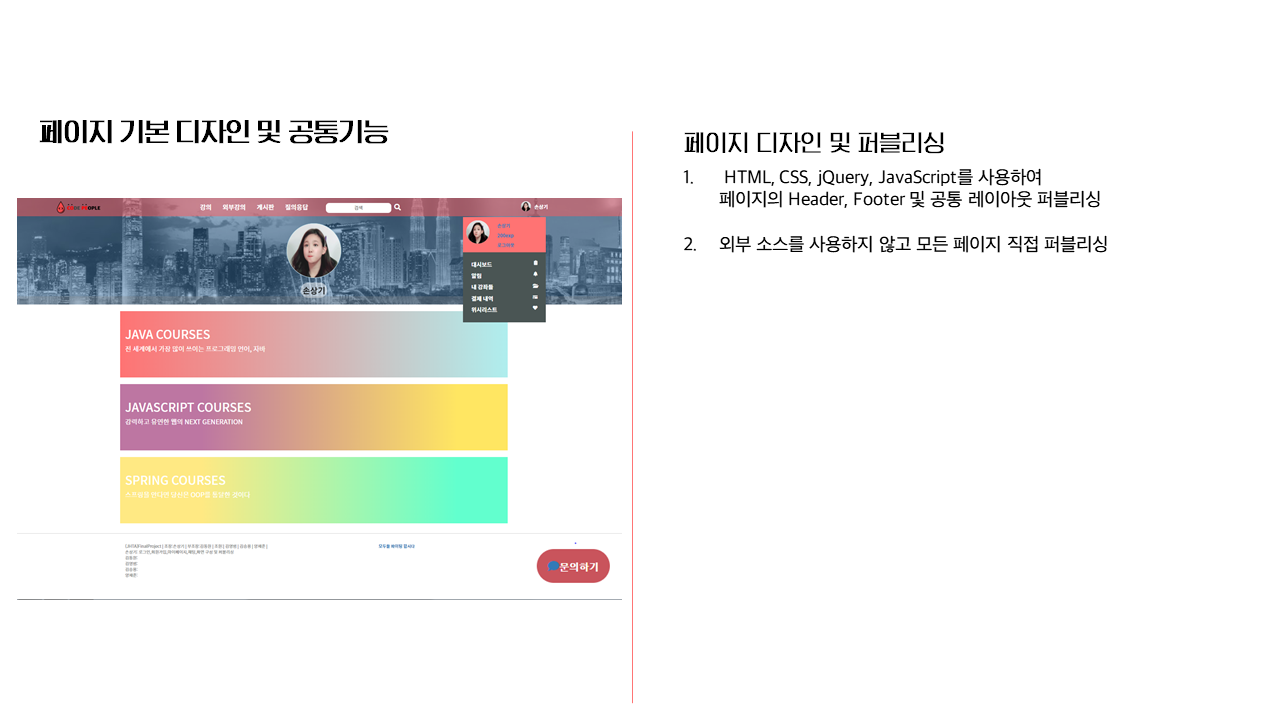 페이지 기본 디자인 및 공통기능
강의 외부강의 게시판 질의응답 검색 손상기
손상기
로그아웃
대시보드
알림
내 강좌들
결제 내역
위시리스트
손상기
JAVA COURSES
전 세계에서 가장 많이 쓰이는 프로그래밍 언어, 자바
JAVASCRIPT COURSES
강력하고 유연한 웹의 NEXT GENERATION
SPRING COURSES
문의하기
페이지 디자인 및 퍼블리싱
1. HTML, CSS, jQuery, JavaScript를 사용하여
페이지의 Header, Footer 및 공통 레이아웃 퍼블리싱
2. 외부 소스를 사용하지 않고 모든 페이지 직접 퍼블리싱